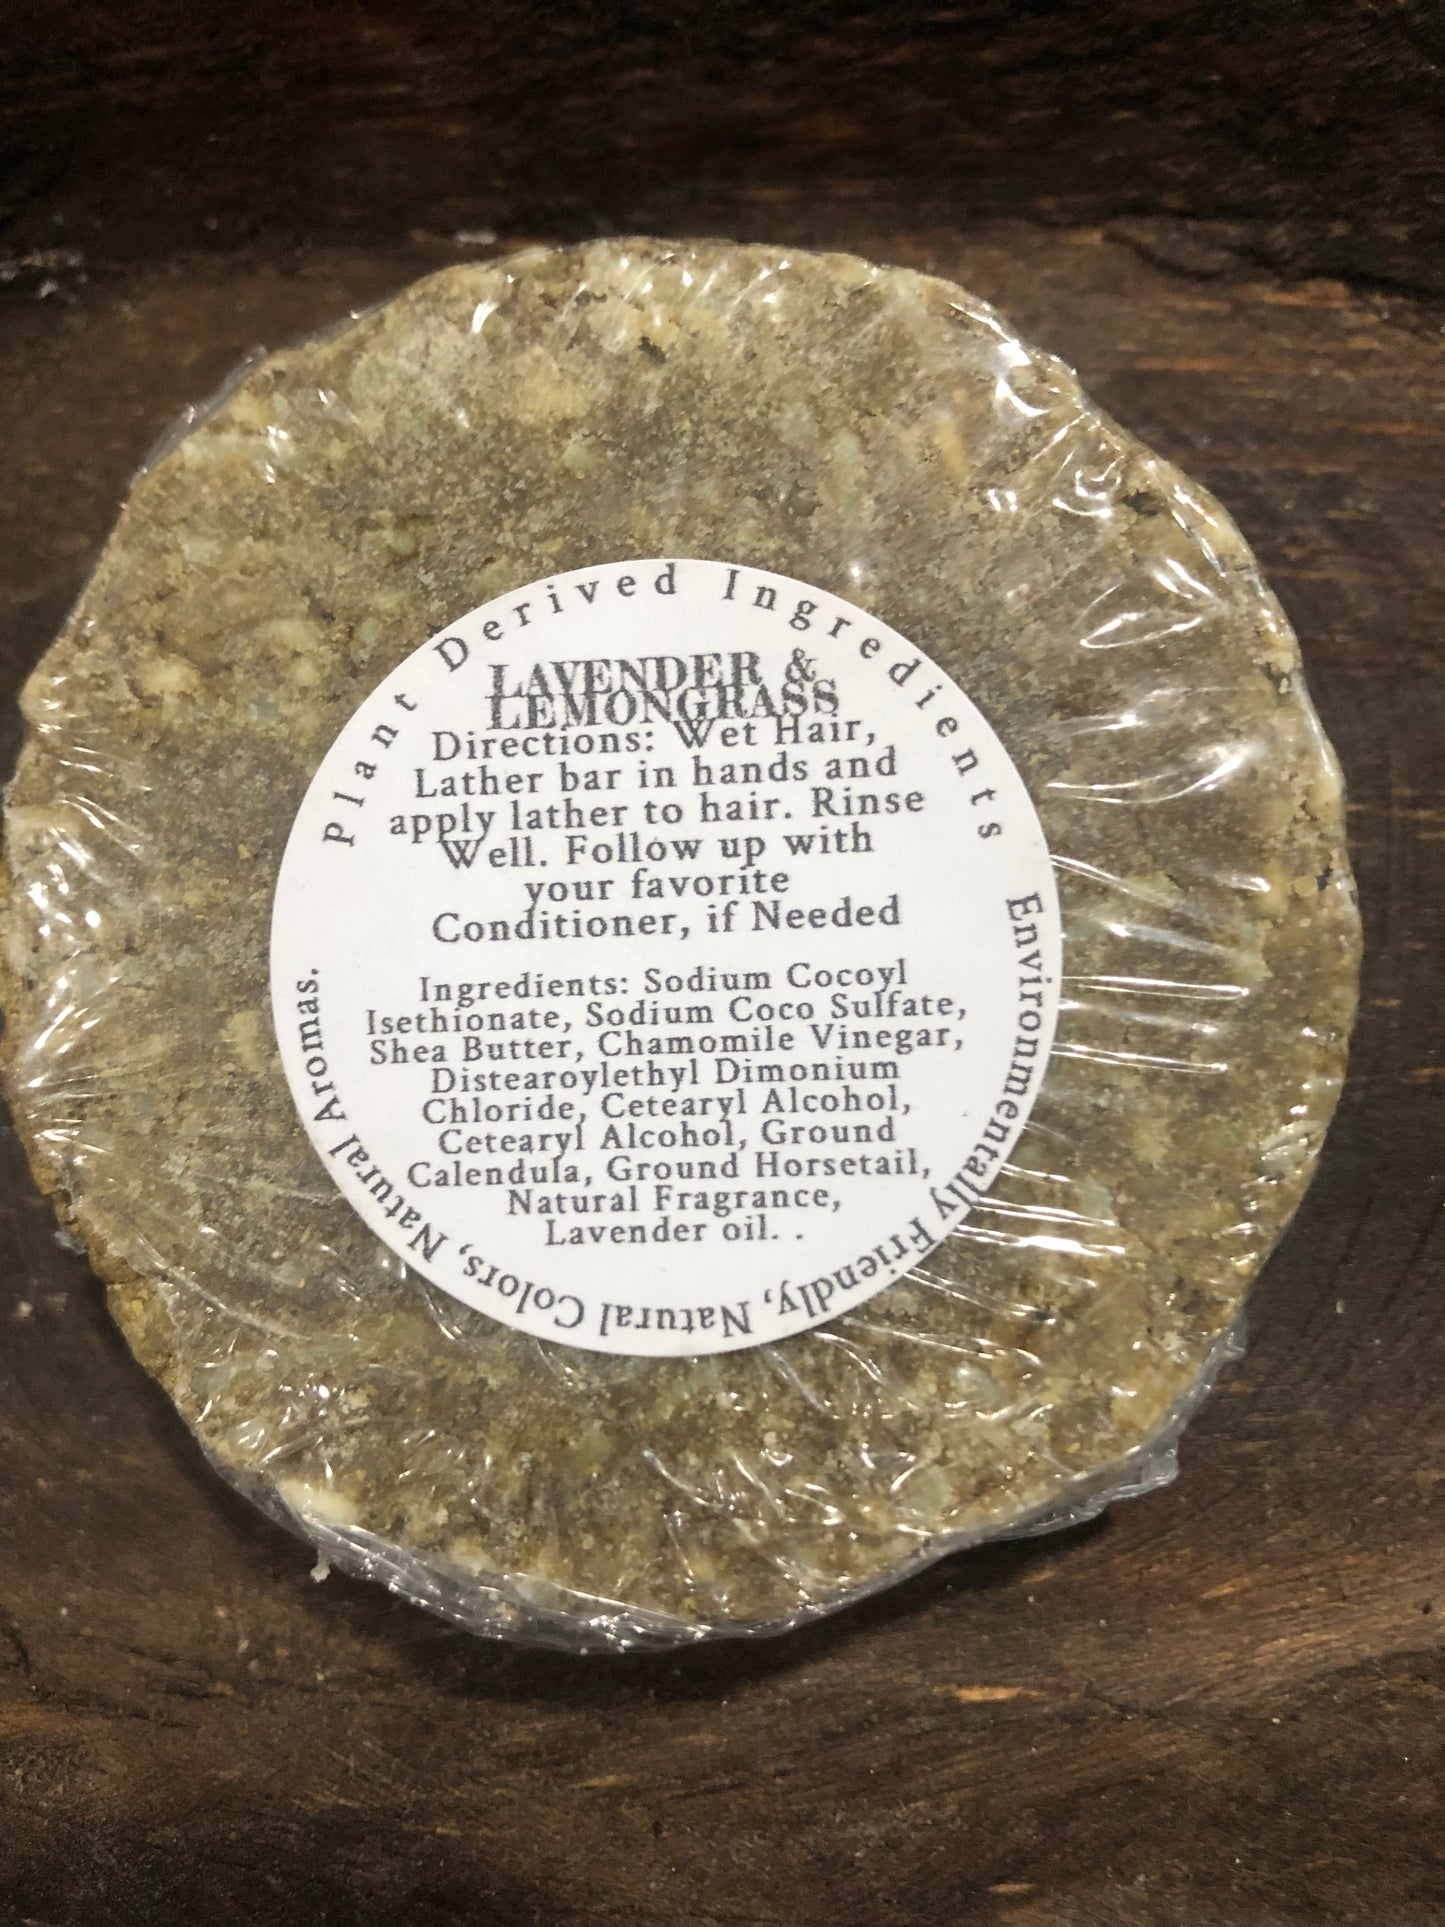 Plant Derived Ingredients
LAVENDER &
LEMONGRASS
Directions: Wet Hair,
Lather bar in hands and
apply lather to hair. Rinse
Well. Follow up with
your favorite
Conditioner, if Needed
Ingredients: Sodium Cocoyl
Isethionate, Sodium Coco Sulfate,
Shea Butter, Chamomile Vinegar,
Distearoylethyl Dimonium
Chloride, Cetearyl Alcohol,
Cetearyl Alcohol, Ground
Calendula, Ground Horsetail,
Natural Fragrance,
Lavender oil. .
Environmentally Friendly, Natural Colors, Natural Aromas.